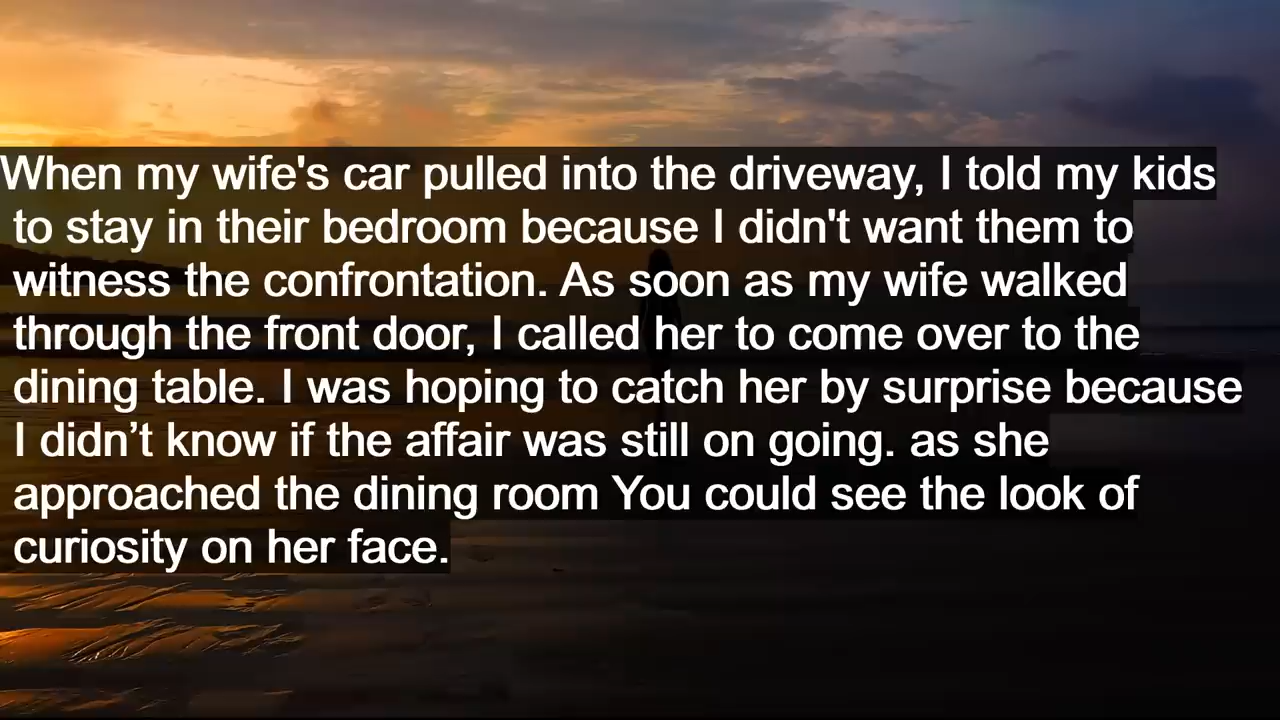 When my wife's car pulled into the driveway, I told my kids
to stay in their bedroom because I didn't want them to
witness the confrontation. As soon as my wife walked
through the front door, I called her to come over to the
dining table. I was hoping to catch her by surprise because
I didn’t know if the affair was still on going. as she
approached the dining room You could see the look of
curiosity on her face.